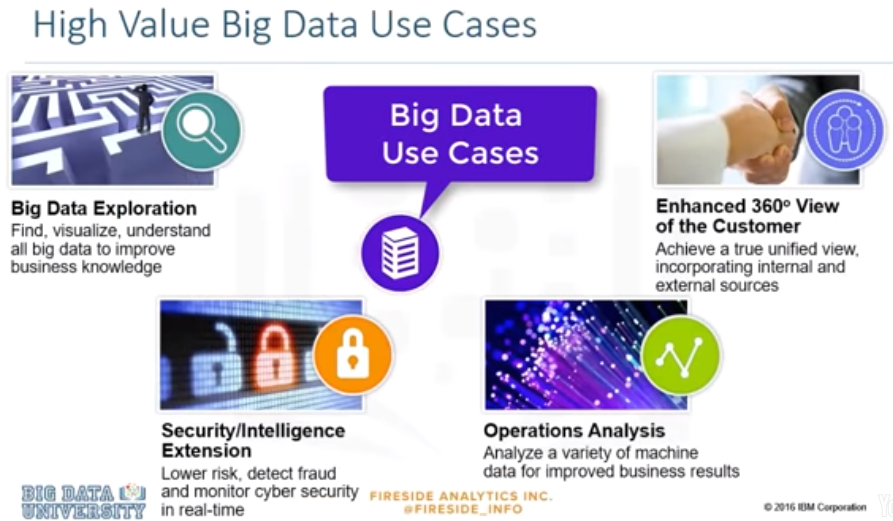 High Value Big Data Use Cases
Big Data
Use Cases
Big Data Exploration
Find, visualize, understand
all big data to improve
business knowledge
Enhanced 360º View
of the Customer
Achieve a true unified view,
incorporating internal and
external sources
Security/Intelligence
Extension
Lower risk, detect fraud
and monitor cyber security
in real-time
Operations Analysis
Analyze a variety of machine
data for improved business results
BIG DATA
UNIVERSITY
FIRESIDE ANALYTICS INC.
@FIRESIDE_INFO
© 2016 IBM Corporation